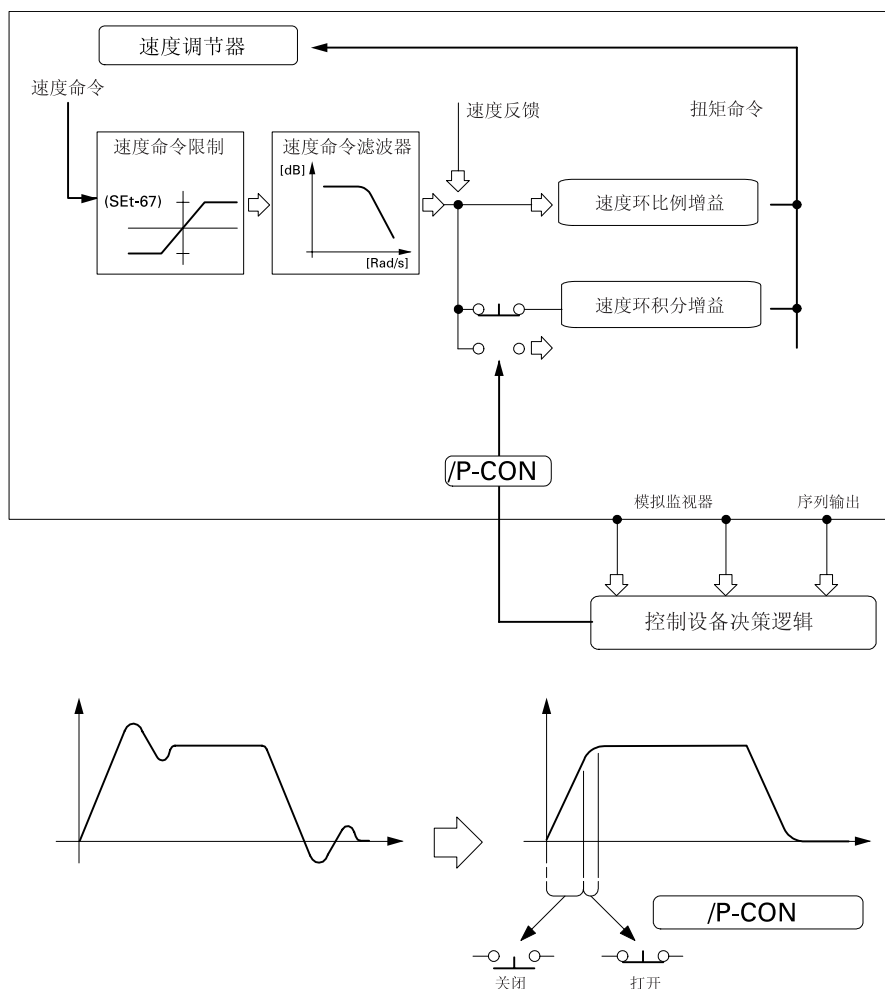 速度调节器
速度命令
速度反馈
扭矩命令
速度命令限制
速度命令滤波器
[dB]
(SEt-67)
[Rad/s]
速度环比例增益
速度环积分增益
/P-CON
模拟监视器
序列输出
控制设备决策逻辑
/P-CON
关闭
打开